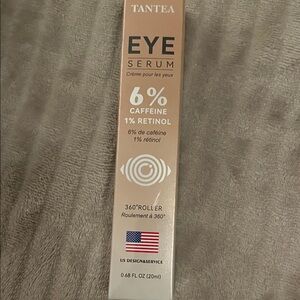 TANTEA
EYE
SERUM
Crème pour les yeux
6%
CAFFEINE
1% RETINOL
6% de caféine
1% rétinol
360°ROLLER
Roulement à 360°
US DESIGN&SERVICE
0.68 FL OZ (20ml)